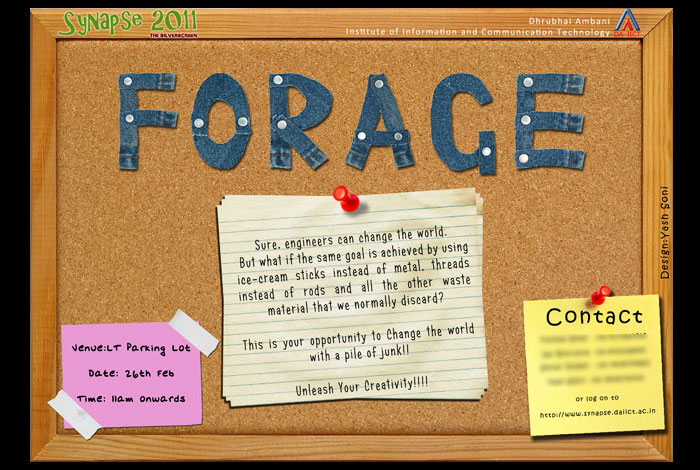 SYNAPSE 2011
THE SILVERSCREEN
Dhrubhai Ambani
Institute of Information and Communication Technology
DA-IICT
FORAGE
Sure, engineers can change the world.
But what if the same goal is achieved by using
ice-cream sticks instead of metal, threads
instead of rods and all the other waste
material that we normally discard?
This is your opportunity to Change the world
with a pile of junk!!
Unleash Your Creativity!!!!
Venue:LT Parking Lot
Date: 26th Feb
Time: 11am onwards
Contact
or log on to
http://www.synapse.daiict.ac.in
Design:Yash Soni